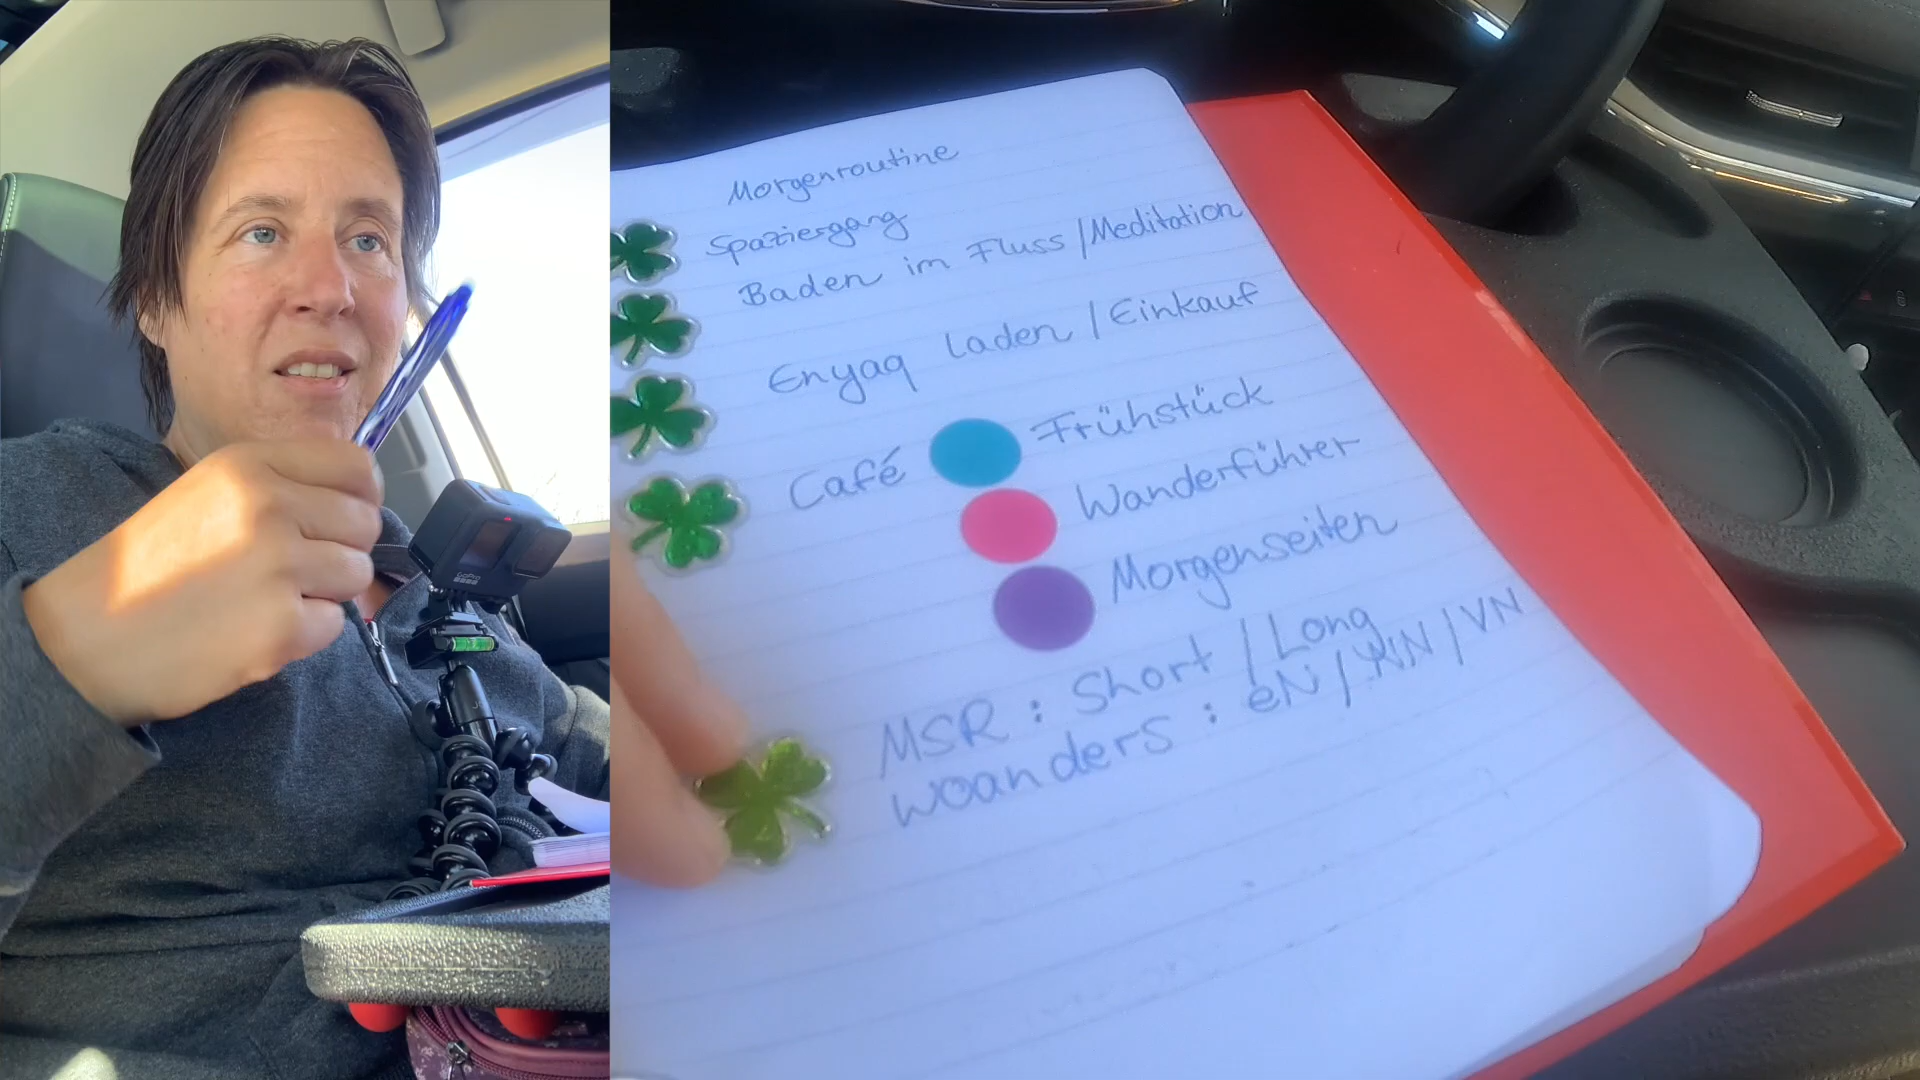 Morgenroutine
Spaziergang
Baden im Fluss / Meditation
Enyaq laden / Einkauf
Café Frühstück
Wanderführer
Morgenseiten
MSR : Short / Long
woanders : eN / / VN
GoPro